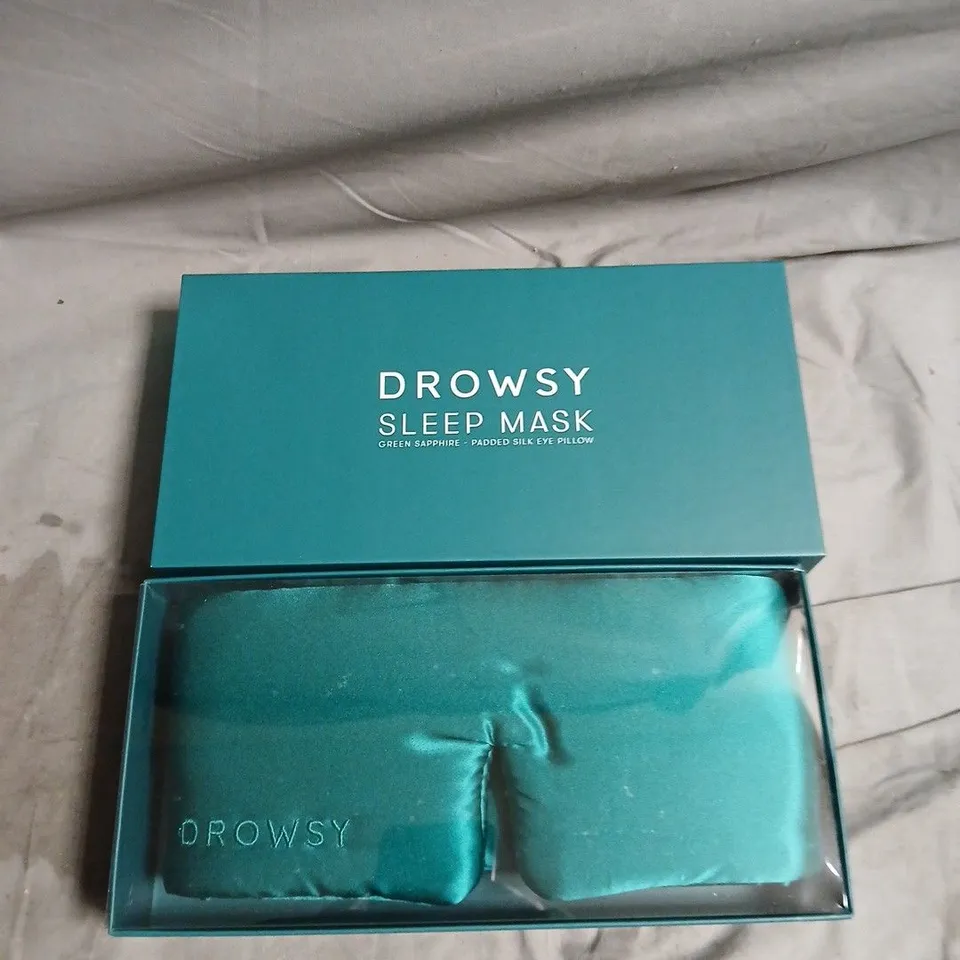 DROWSY
SLEEP MASK
GREEN SAPPHIRE - PADDED SILK EYE PILLOW
DROWSY